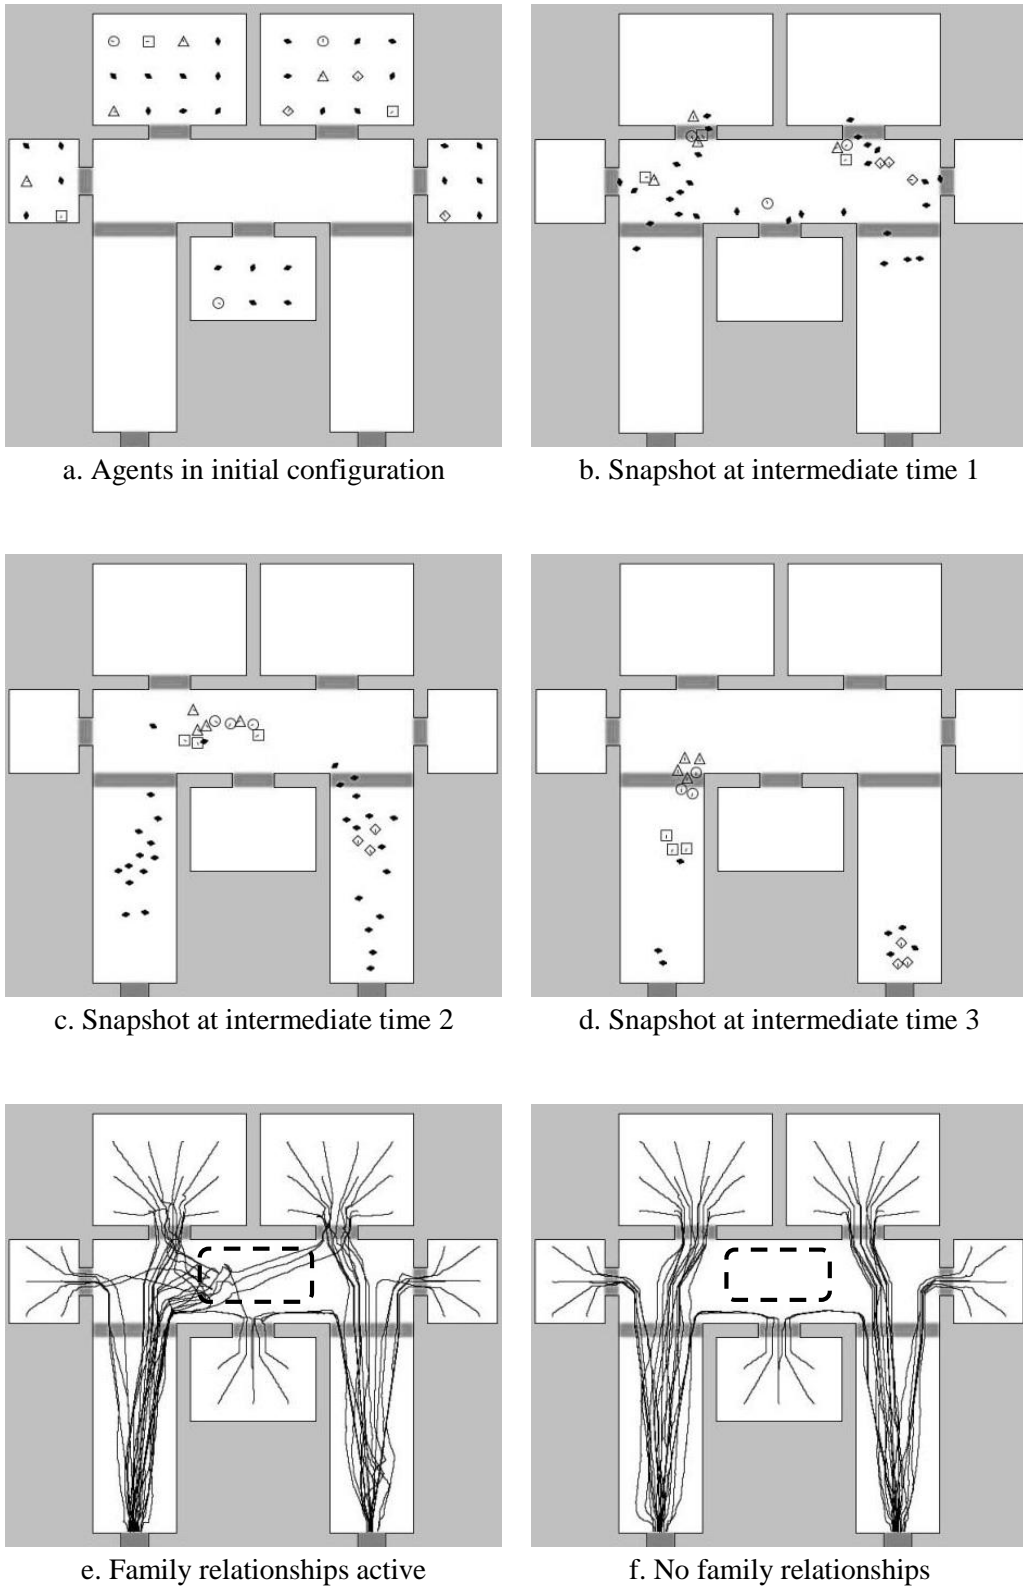 a. Agents in initial configuration
b. Snapshot at intermediate time 1
c. Snapshot at intermediate time 2
d. Snapshot at intermediate time 3
e. Family relationships active
f. No family relationships